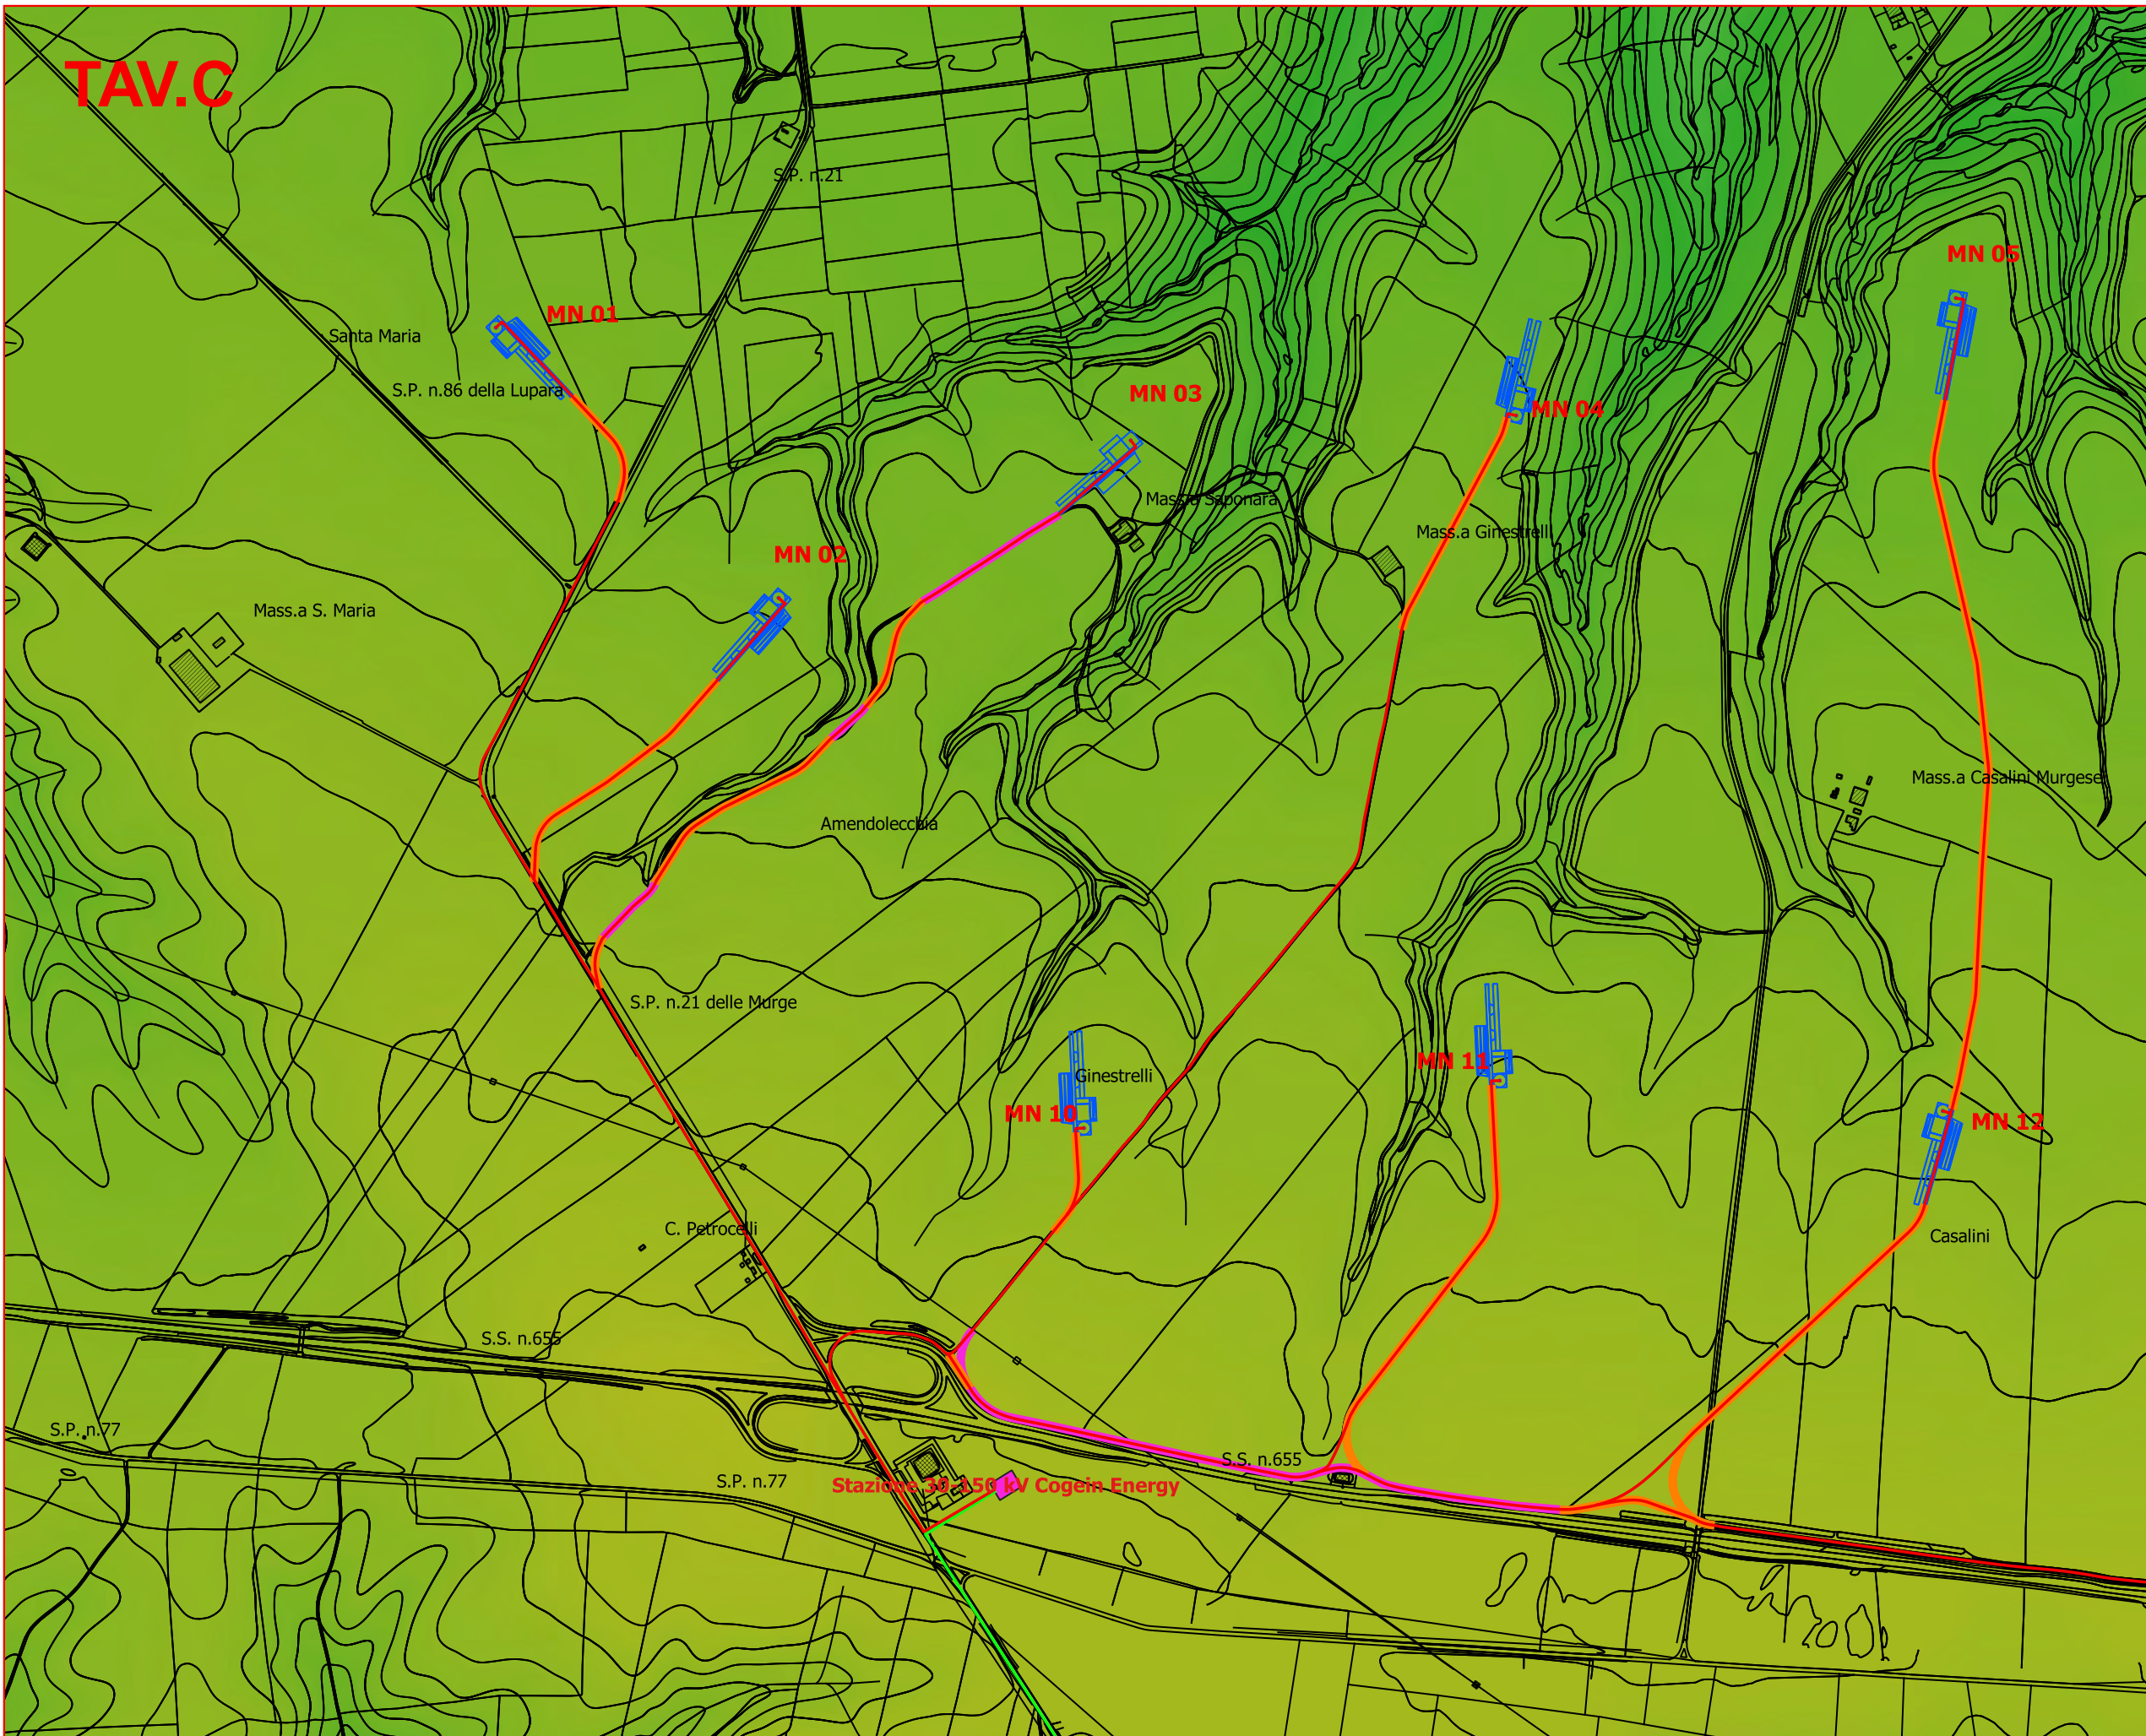 TAV.C
S.P. n.21
MN 05
MN 01
Santa Maria
S.P. n.86 della Lupara
MN 03
MN 04
Mass.a Saponara
Mass.a Ginestrelli
MN 02
Mass.a S. Maria
Mass.a Casalini Murgese
Amendolecchia
S.P. n.21 delle Murge
MN 11
Ginestrelli
MN 10
MN 12
C. Petrocelli
Casalini
S.S. n.655
S.P. n.77
S.S. n.655
S.P. n.77
Stazione 30-150 kV Cogein Energy